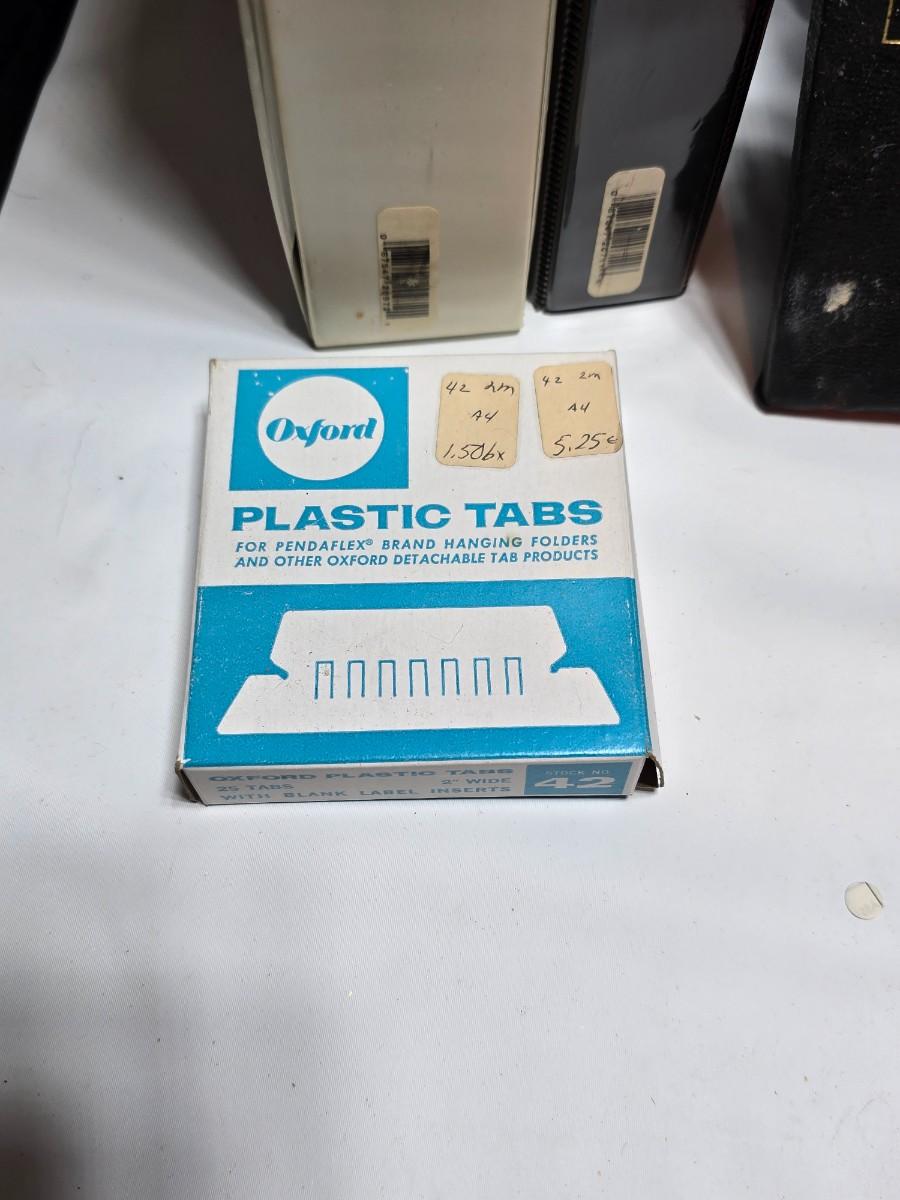 Oxford
42 2m
A4
1.50bx
42 2m
A4
5.25
PLASTIC TABS
FOR PENDAFLEX® BRAND HANGING FOLDERS
AND OTHER OXFORD DETACHABLE TAB PRODUCTS
OXFORD PLASTIC TABS
25 TABS 2" WIDE
WITH BLANK LABEL INSERTS
STOCK NO.
42